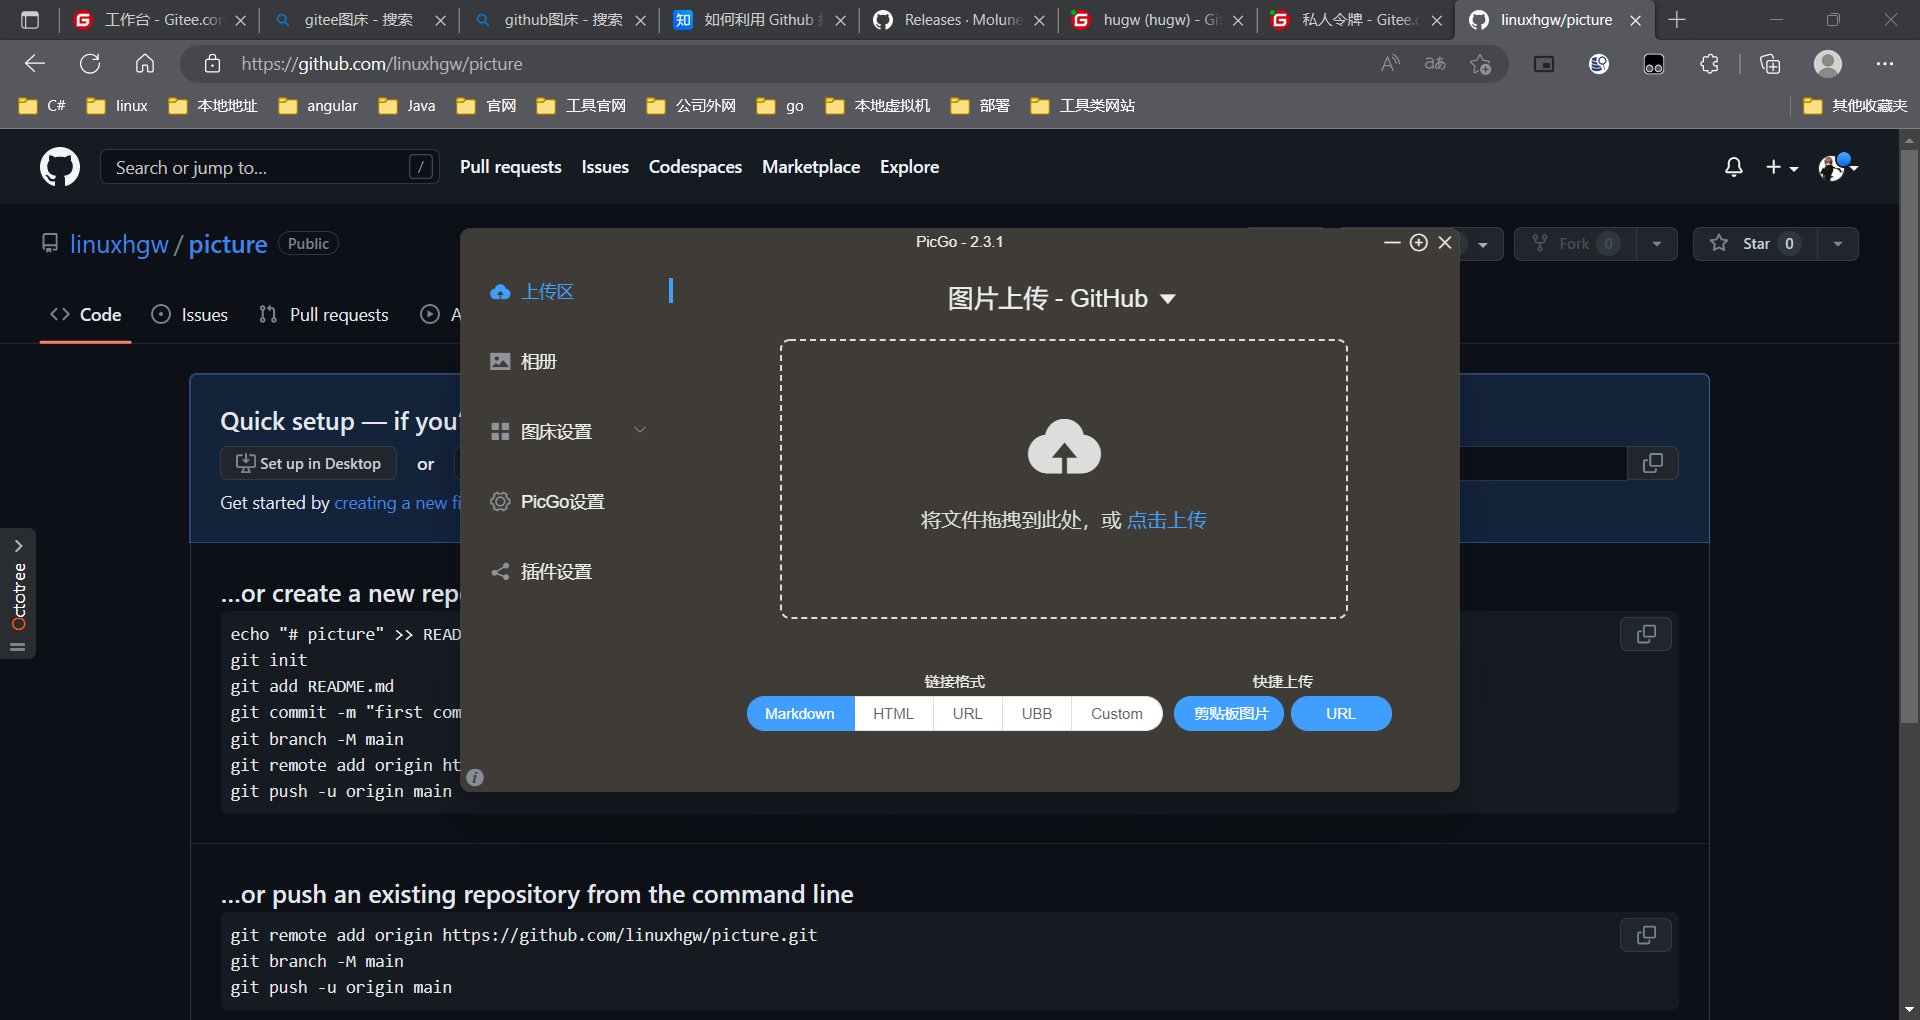 工作台 - Gitee.com
gitee图床 - 搜索
github图床 - 搜索
知 如何利用 Github
Releases · Molune
hugw (hugw) - Gi
私人令牌 - Gitee.c
linuxhgw/picture
https://github.com/linuxhgw/picture
C#
linux
本地地址
angular
Java
官网
工具官网
公司外网
go
本地虚拟机
部署
工具类网站
其他收藏夹
Search or jump to...
/
Pull requests
Issues
Codespaces
Marketplace
Explore
linuxhgw / picture
Public
Fork 0
Star 0
Code
Issues
Pull requests
A
PicGo - 2.3.1
上传区
相册
图床设置
PicGo设置
插件设置
图片上传 - GitHub
将文件拖拽到此处，或 点击上传
链接格式
快捷上传
Markdown
HTML
URL
UBB
Custom
剪贴板图片
URL
Quick setup — if you'
Set up in Desktop
or
Get started by creating a new fi
Octotree
...or create a new rep
echo "# picture" >> READ
git init
git add README.md
git commit -m "first com
git branch -M main
git remote add origin ht
git push -u origin main
...or push an existing repository from the command line
git remote add origin https://github.com/linuxhgw/picture.git
git branch -M main
git push -u origin main